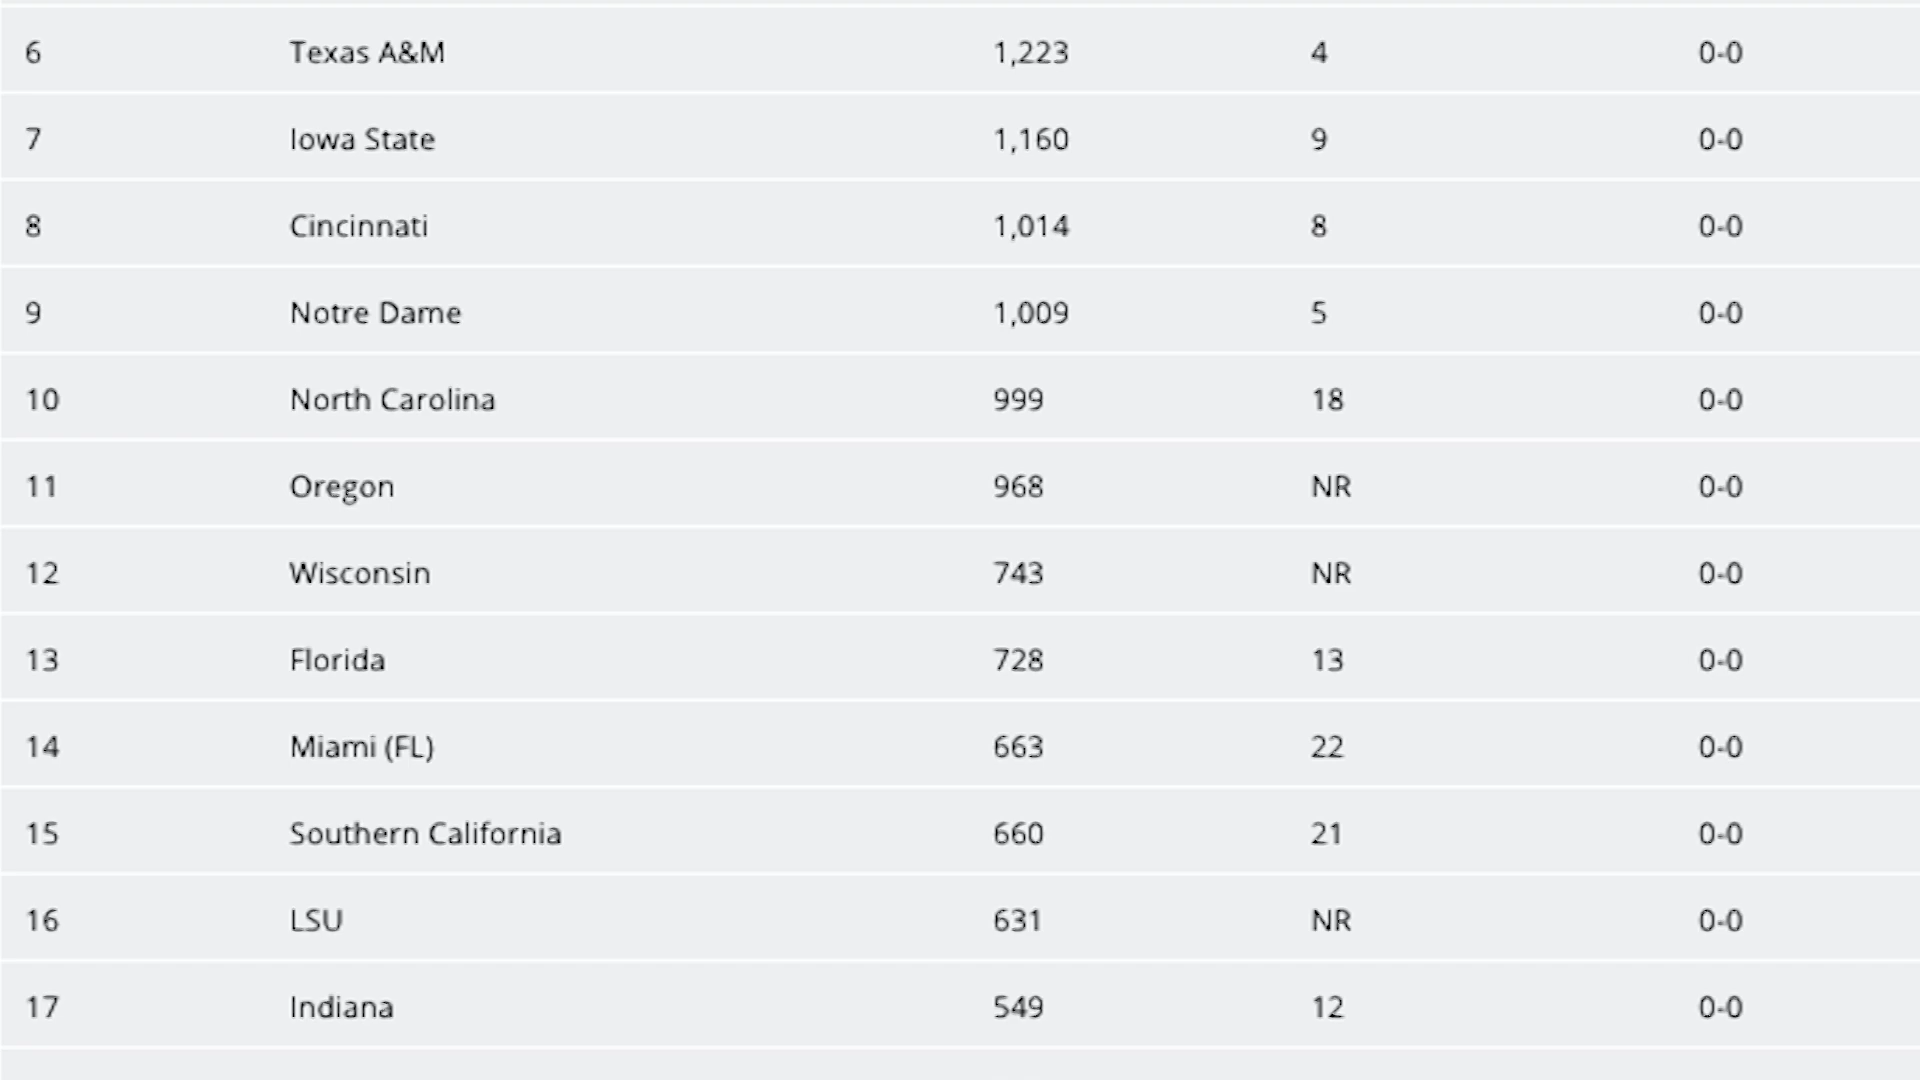 6 Texas A&M 1,223 4 0-0
7 Iowa State 1,160 9 0-0
8 Cincinnati 1,014 8 0-0
9 Notre Dame 1,009 5 0-0
10 North Carolina 999 18 0-0
11 Oregon 968 NR 0-0
12 Wisconsin 743 NR 0-0
13 Florida 728 13 0-0
14 Miami (FL) 663 22 0-0
15 Southern California 660 21 0-0
16 LSU 631 NR 0-0
17 Indiana 549 12 0-0